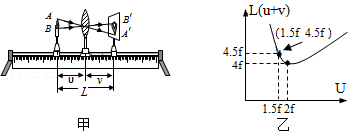 A
B
B′
A′
u
v
L
甲
L(u+v)
(1.5f 4.5f)
4.5f
4f
1.5f 2f
U
乙